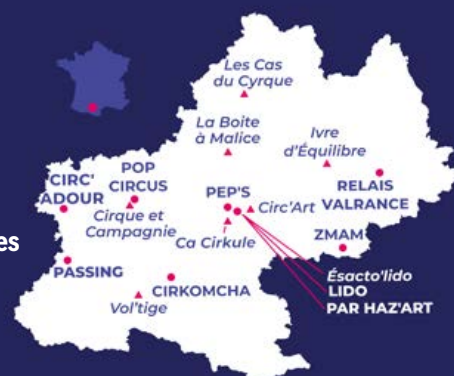 Les Cas
du Cyrque
La Boite
à Malice
Ivre
d'Équilibre
CIRC'
ADOUR
POP
CIRCUS
Cirque et
Campagne
PEP'S
Circ'Art
RELAIS
VALRANCE
Ca Cirkule
ZMAM
es
PASSING
CIRKOMCHA
Vol'tige
Ésacto'lido
LIDO
PAR HAZ'ART